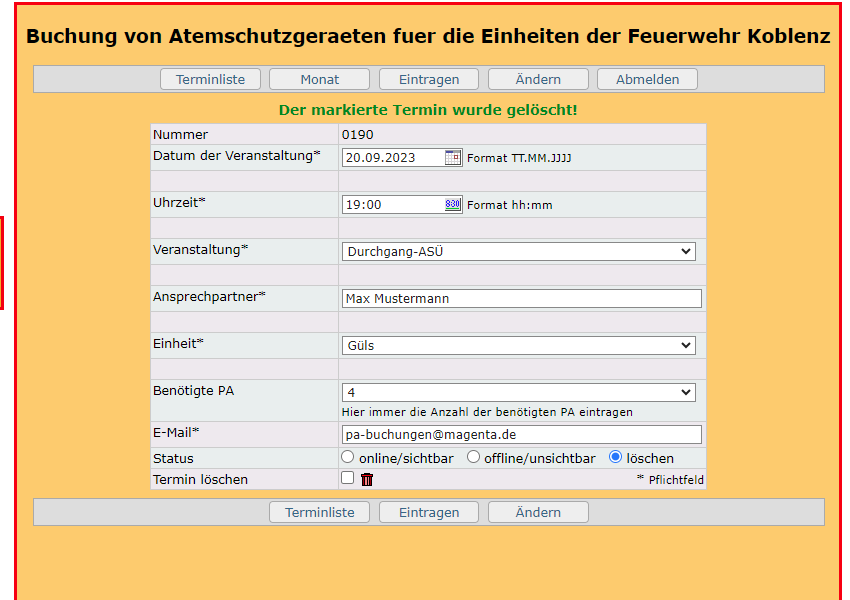 Buchung von Atemschutzgeraeten fuer die Einheiten der Feuerwehr Koblenz
Terminliste Monat Eintragen Ändern Abmelden
Der markierte Termin wurde gelöscht!
Nummer 0190
Datum der Veranstaltung* 20.09.2023 Format TT.MM.JJJJ
Uhrzeit* 19:00 Format hh:mm
Veranstaltung* Durchgang-ASÜ
Ansprechpartner* Max Mustermann
Einheit* Güls
Benötigte PA 4
Hier immer die Anzahl der benötigten PA eintragen
E-Mail* pa-buchungen@magenta.de
Status online/sichtbar offline/unsichtbar löschen
Termin löschen * Pflichtfeld
Terminliste Eintragen Ändern